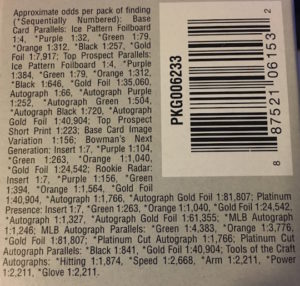 Approximate odds per pack of finding
(*Sequentially Numbered): Base
Card Parallels: Ice Pattern Foilboard
1:4, *Purple 1:32, *Green 1:79,
*Orange 1:312, *Black 1:257, *Gold
Foil 1:7,917; Top Prospect Parallels:
Ice Pattern Foilboard 1:4, *Purple
1:384, *Green 1:79, *Orange 1:312,
*Black 1:646, *Gold Foil 1:35,060,
Autograph 1:66, *Autograph Purple
1:252, *Autograph Green 1:504,
*Autograph Black 1:720, *Autograph
Gold Foil 1:40,904; Top Prospect
Short Print 1:223; Base Card Image
Variation 1:156; Bowman's Next
Generation: Insert 1:7, *Purple 1:104,
*Green 1:263, *Orange 1:1,040,
*Gold Foil 1:24,542; Rookie Radar:
Insert 1:7, *Purple 1:156, *Green
1:394, *Orange 1:1,564, *Gold Foil
1:40,904, *Autograph 1:1,766, *Autograph Gold Foil 1:81,807; Platinum
Presence: Insert 1:7, *Green 1:263, *Orange 1:1,040, *Gold Foil 1:24,542,
*Autograph 1:1,327, *Autograph Gold Foil 1:61,355; *MLB Autograph
1:1,246; MLB Autograph Parallels: *Green 1:4,383, *Orange 1:3,776,
*Gold Foil 1:81,807; *Platinum Cut Autograph 1:1,766; Platinum Cut
Autograph Parallels: *Black 1:841, *Gold Foil 1:40,904; Tools of the Craft
Autographs: *Hitting 1:1,874, *Speed 1:2,668, *Arm 1:2,211, *Power
1:2,211, *Glove 1:2,211.
PKG006233
8 87521 06153 2